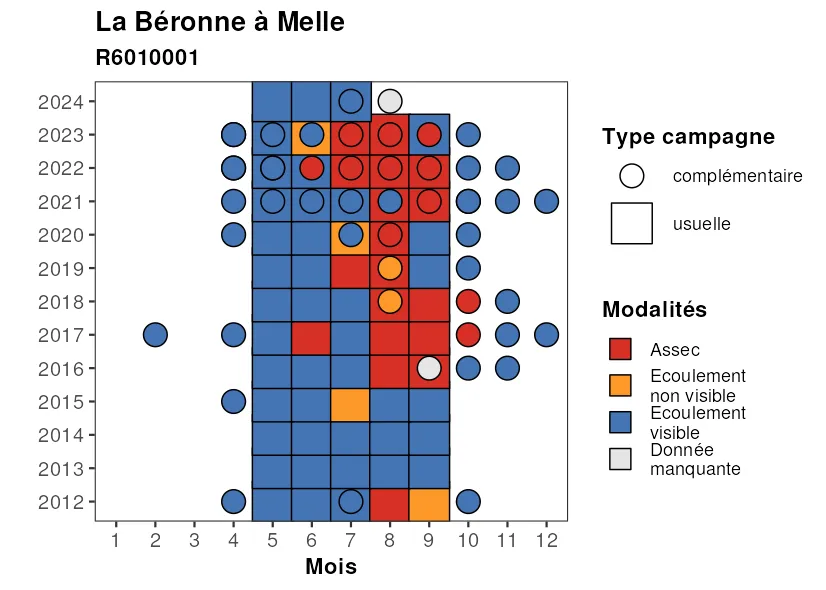 La Béronne à Melle
R6010001
2024
2023
2022
2021
2020
2019
2018
2017
2016
2015
2014
2013
2012
1 2 3 4 5 6 7 8 9 10 11 12
Mois
Type campagne
complémentaire
usuelle
Modalités
Assec
Ecoulement
non visible
Ecoulement
visible
Donnée
manquante